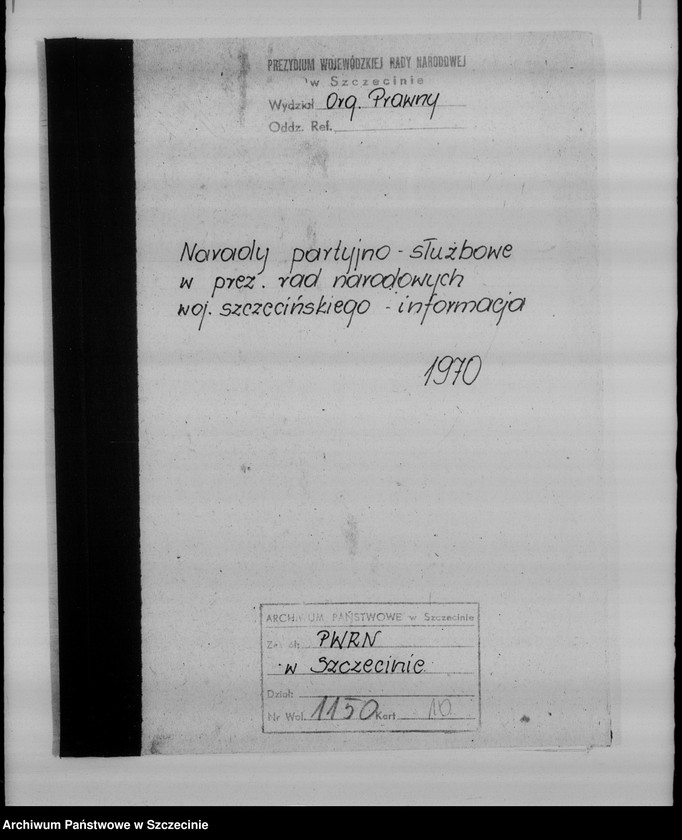 PREZYDIUM WOJEWÓDZKIEJ RADY NARODOWEJ
w Szczecinie
Wydział Org. Prawny
Oddz. Ref.
Narady partyjno - służbowe
w prez. rad narodowych
woj. szczecińskiego - informacja
1970
ARCHIWUM PAŃSTWOWE w Szczecinie
Zespół: PWRN
w Szczecinie
Dział:
Nr Wol. 1150 Kart 10
Archiwum Państwowe w Szczecinie